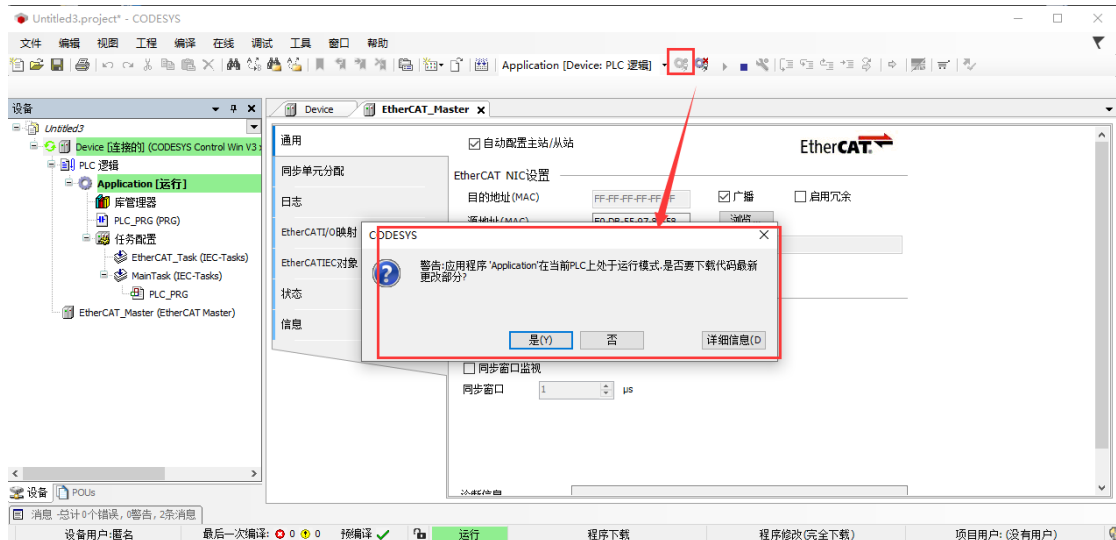 Untitled3.project* - CODESYS
文件 编辑 视图 工程 编译 在线 调试 工具 窗口 帮助
Application [Device: PLC 逻辑]
设备
Device
EtherCAT_Master
Untitled3
Device [连接的] (CODESYS Control Win V3
PLC 逻辑
Application [运行]
库管理器
PLC_PRG (PRG)
任务配置
EtherCAT_Task (IEC-Tasks)
MainTask (IEC-Tasks)
PLC_PRG
EtherCAT_Master (EtherCAT Master)
设备 POUs
通用
同步单元分配
日志
EtherCATI/O映射
EtherCATIEC对象
状态
信息
自动配置主站/从站
EtherCAT
EtherCAT NIC设置
目的地址(MAC) FF-FF-FF-FF-FF-FF 广播 启用冗余
源地址(MAC) 浏览...
CODESYS
警告:应用程序 'Application'在当前PLC上处于运行模式.是否要下载代码最新
更改部分?
是(Y) 否 详细信息(D
同步窗口监视
同步窗口 1 µs
诊断信息
消息 -总计0个错误, 0警告, 2条消息
设备用户:匿名 最后一次编译: 0 0 预编译 运行 程序下载 程序修改(完全下载) 项目用户: (没有用户)